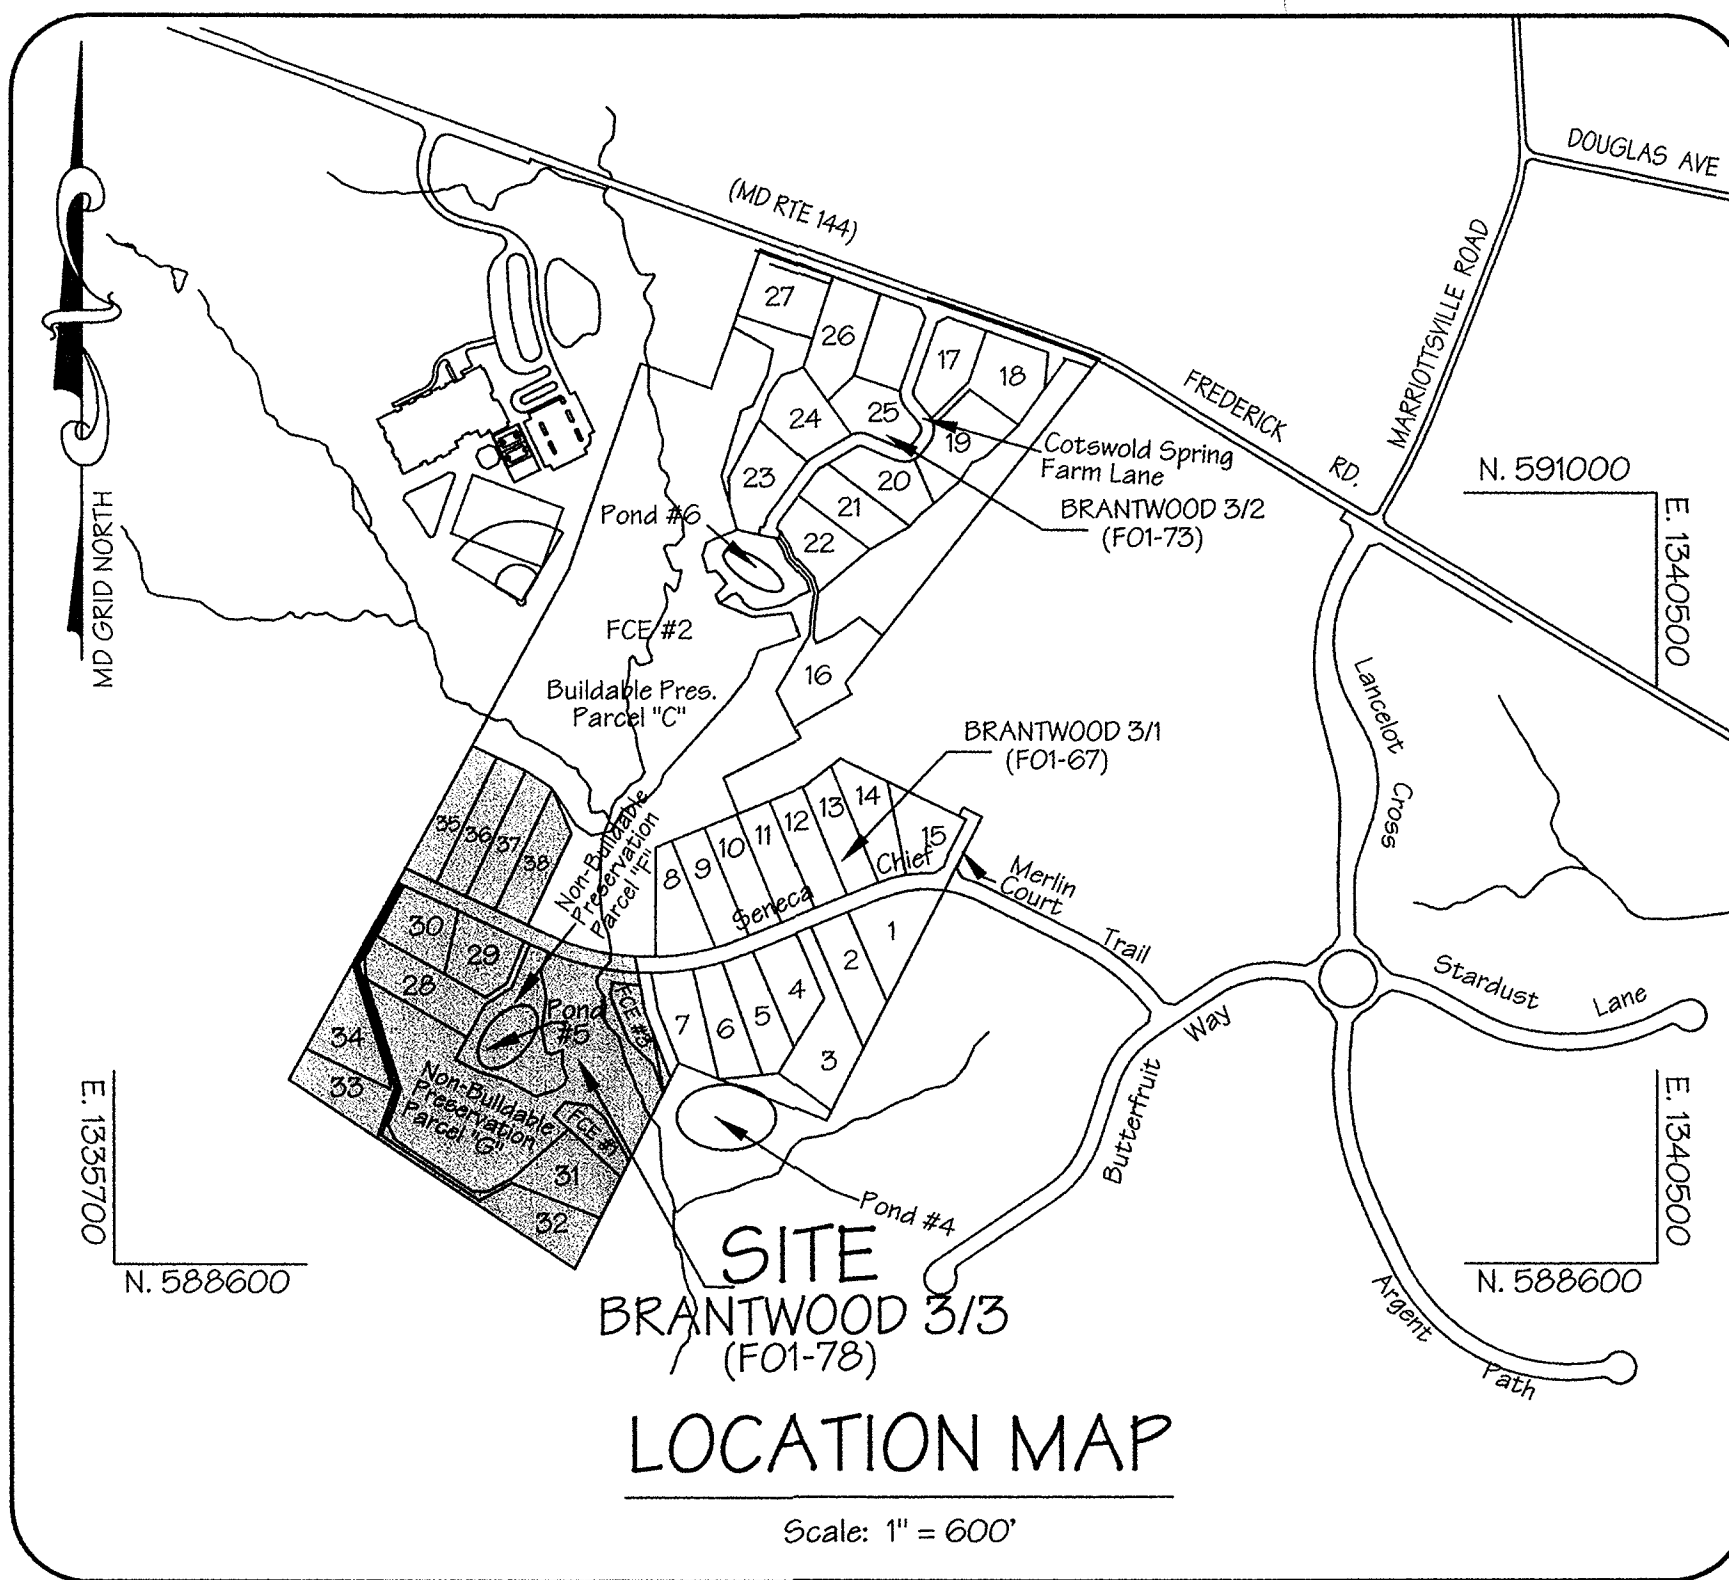 DOUGLAS AVE
(MD RTE 144)
MARRIOTTSVILLE ROAD
FREDERICK
RD.
MD GRID NORTH
27
26
17
18
25
24
19
Cotswold Spring
Farm Lane
23
20
21
22
BRANTWOOD 3/2
(F01-73)
Pond #6
N. 591000
E. 1340500
FCE #2
Buildable Pres.
Parcel "C"
16
Lancelot
Cross
BRANTWOOD 3/1
(F01-67)
35
36
37
38
Non-Buildable
Preservation
Parcel "F"
8
9
10
11
12
13
14
15
Seneca
Chief
Merlin
Court
Trail
30
29
28
34
33
Pond
#5
FCE #3
7
6
5
4
3
2
1
Way
Butterfruit
Stardust
Lane
Non-Buildable
Preservation
Parcel "G"
FCE #1
31
32
Pond #4
E. 1335700
N. 588600
E. 1340500
N. 588600
Argent
Path
SITE
BRANTWOOD 3/3
(F01-78)
LOCATION MAP
Scale: 1" = 600'